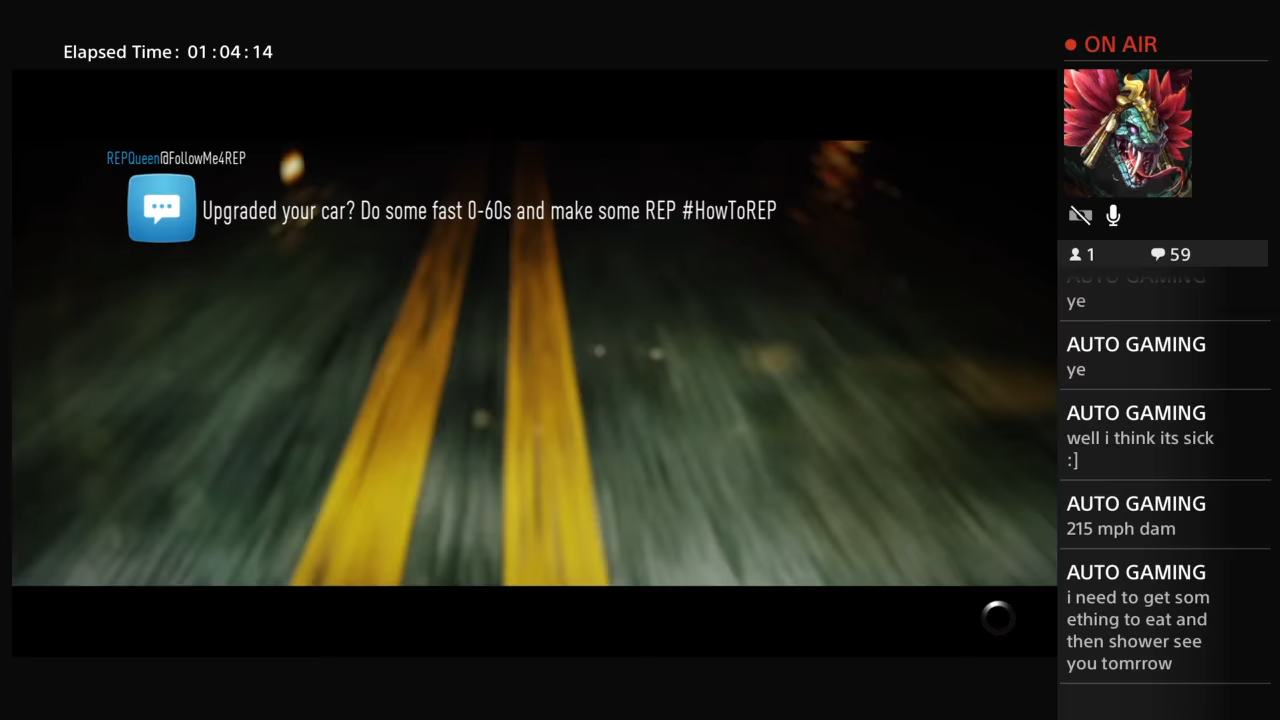 Elapsed Time: 01:04:14
ON AIR
REPQueen@FollowMe4REP
Upgraded your car? Do some fast 0-60s and make some REP #HowToREP
1 59
AUTO GAMING
ye
AUTO GAMING
ye
AUTO GAMING
well i think its sick
:]
AUTO GAMING
215 mph dam
AUTO GAMING
i need to get som
ething to eat and
then shower see
you tomrrow